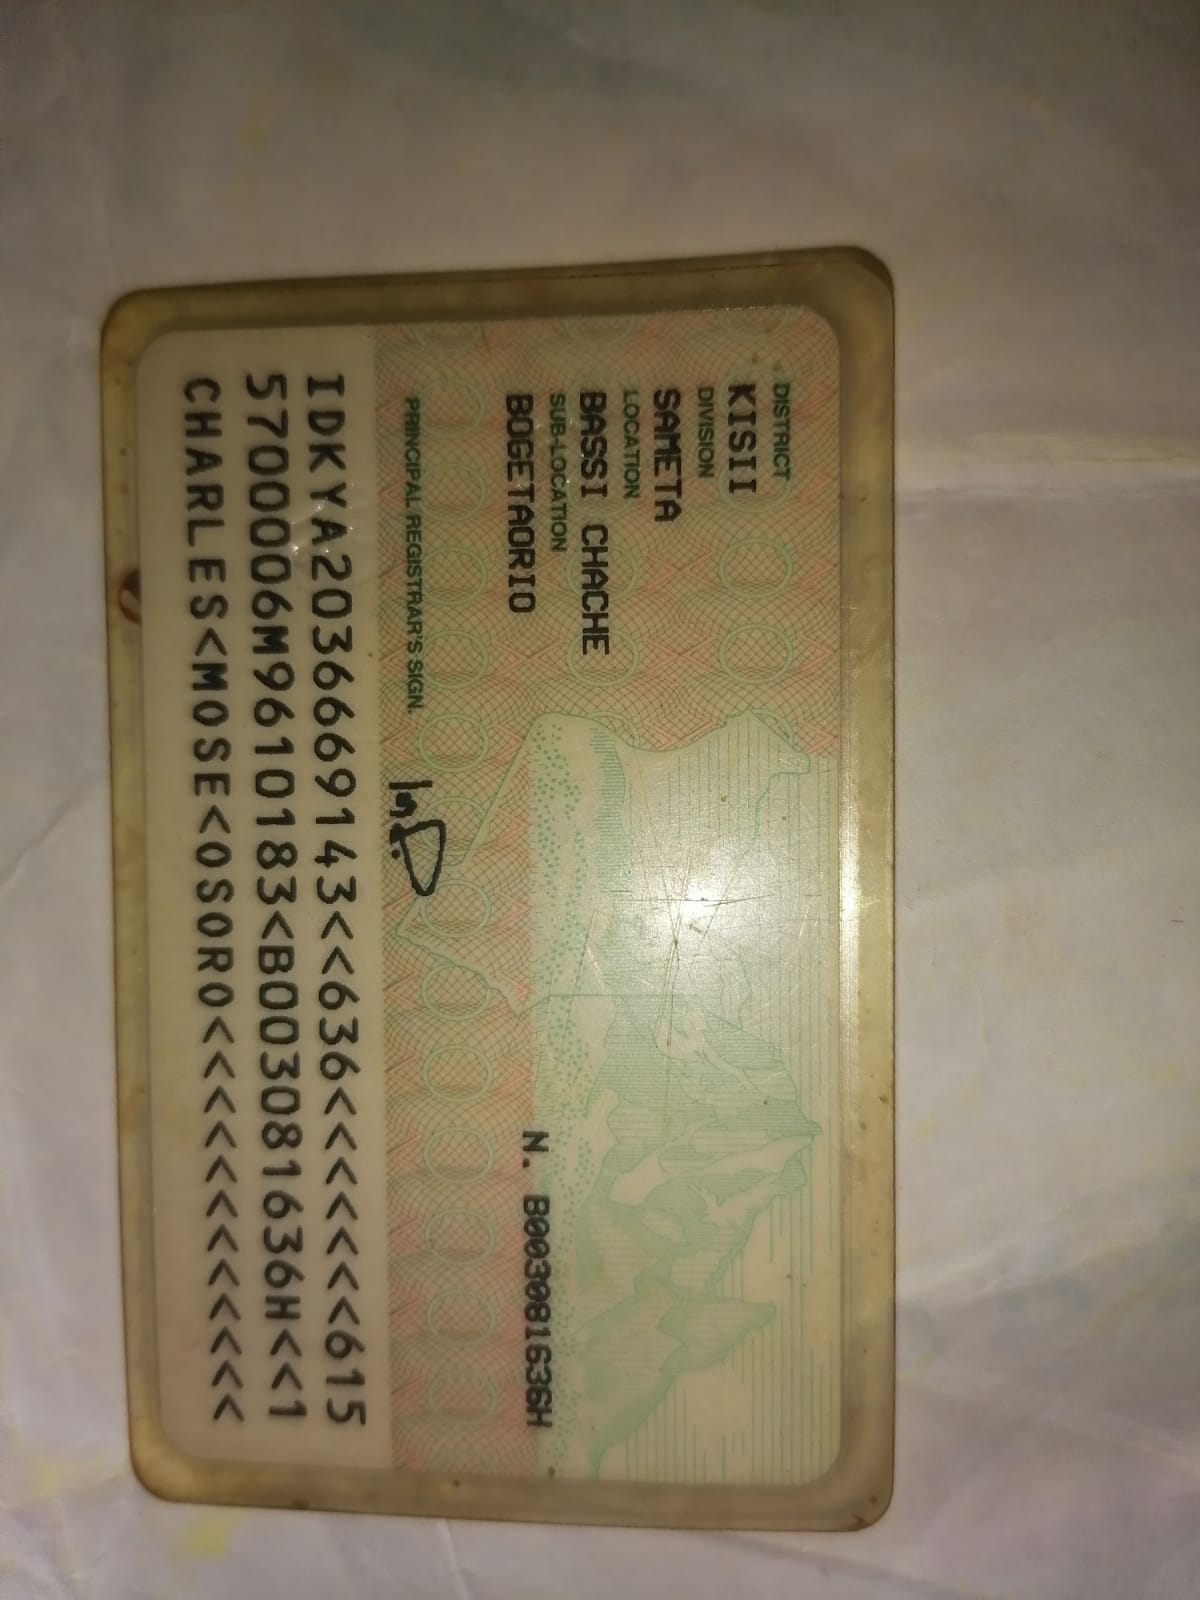 DISTRICT
KISII
DIVISION
SAMETA
LOCATION
BASSI CHACHE
SUB-LOCATION
BOGETAORIO
N. B003081636H
PRINCIPAL REGISTRAR'S SIGN.
IDKYA2036669143<<636<<<<<<<615
5700006M9610183<B003081636H<<1
CHARLES<MOSE<OSORO<<<<<<<<<<<<